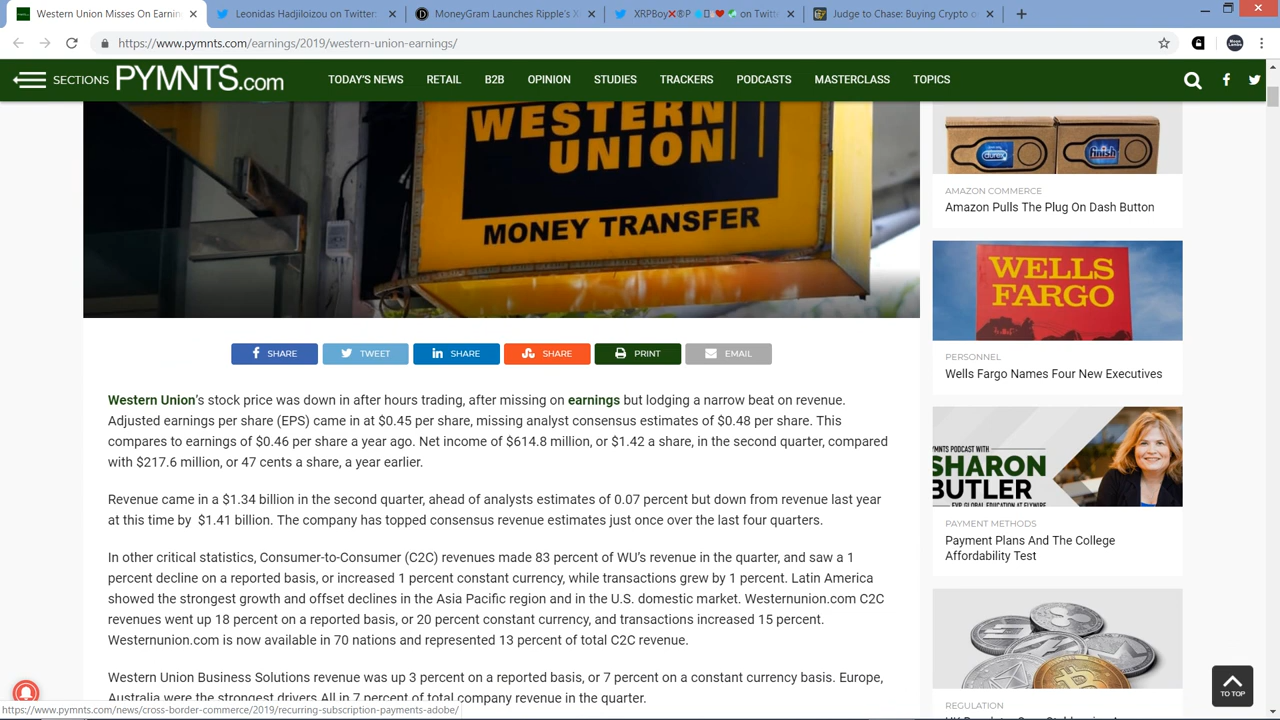 Western Union Misses On Earnin
Leonidas Hadjiloizou on Twitter:
MoneyGram Launches Ripple's X
XRPBoy❌®P
on Twitte
Judge to Chase: Buying Crypto o
https://www.pymnts.com/earnings/2019/western-union-earnings/
SECTIONS
PYMNTS.com
TODAY'S NEWS
RETAIL
B2B
OPINION
STUDIES
TRACKERS
PODCASTS
MASTERCLASS
TOPICS
WESTERN
UNION
MONEY TRANSFER
SHARE
TWEET
SHARE
SHARE
PRINT
EMAIL
Western Union's stock price was down in after hours trading, after missing on earnings but lodging a narrow beat on revenue.
Adjusted earnings per share (EPS) came in at $0.45 per share, missing analyst consensus estimates of $0.48 per share. This
compares to earnings of $0.46 per share a year ago. Net income of $614.8 million, or $1.42 a share, in the second quarter, compared
with $217.6 million, or 47 cents a share, a year earlier.
Revenue came in a $1.34 billion in the second quarter, ahead of analysts estimates of 0.07 percent but down from revenue last year
at this time by $1.41 billion. The company has topped consensus revenue estimates just once over the last four quarters.
In other critical statistics, Consumer-to-Consumer (C2C) revenues made 83 percent of WU's revenue in the quarter, and saw a 1
percent decline on a reported basis, or increased 1 percent constant currency, while transactions grew by 1 percent. Latin America
showed the strongest growth and offset declines in the Asia Pacific region and in the U.S. domestic market. Westernunion.com C2C
revenues went up 18 percent on a reported basis, or 20 percent constant currency, and transactions increased 15 percent.
Westernunion.com is now available in 70 nations and represented 13 percent of total C2C revenue.
Western Union Business Solutions revenue was up 3 percent on a reported basis, or 7 percent on a constant currency basis. Europe,
Australia were the strongest drivers All in 7 percent of total company revenue in the quarter.
https://www.pymnts.com/news/cross-border-commerce/2019/recurring-subscription-payments-adobe/
durex
finish
AMAZON COMMERCE
Amazon Pulls The Plug On Dash Button
WELLS
FARGO
PERSONNEL
Wells Fargo Names Four New Executives
YMNTS PODCAST WITH
SHARON
BUTLER
EVP GLOBAL EDUCATION AT FLYWIRE
PAYMENT METHODS
Payment Plans And The College
Affordability Test
REGULATION
TO TOP